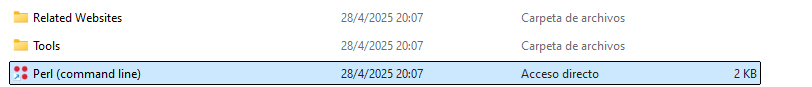 Related Websites 28/4/2025 20:07 Carpeta de archivos
Tools 28/4/2025 20:07 Carpeta de archivos
Perl (command line) 28/4/2025 20:07 Acceso directo 2 KB